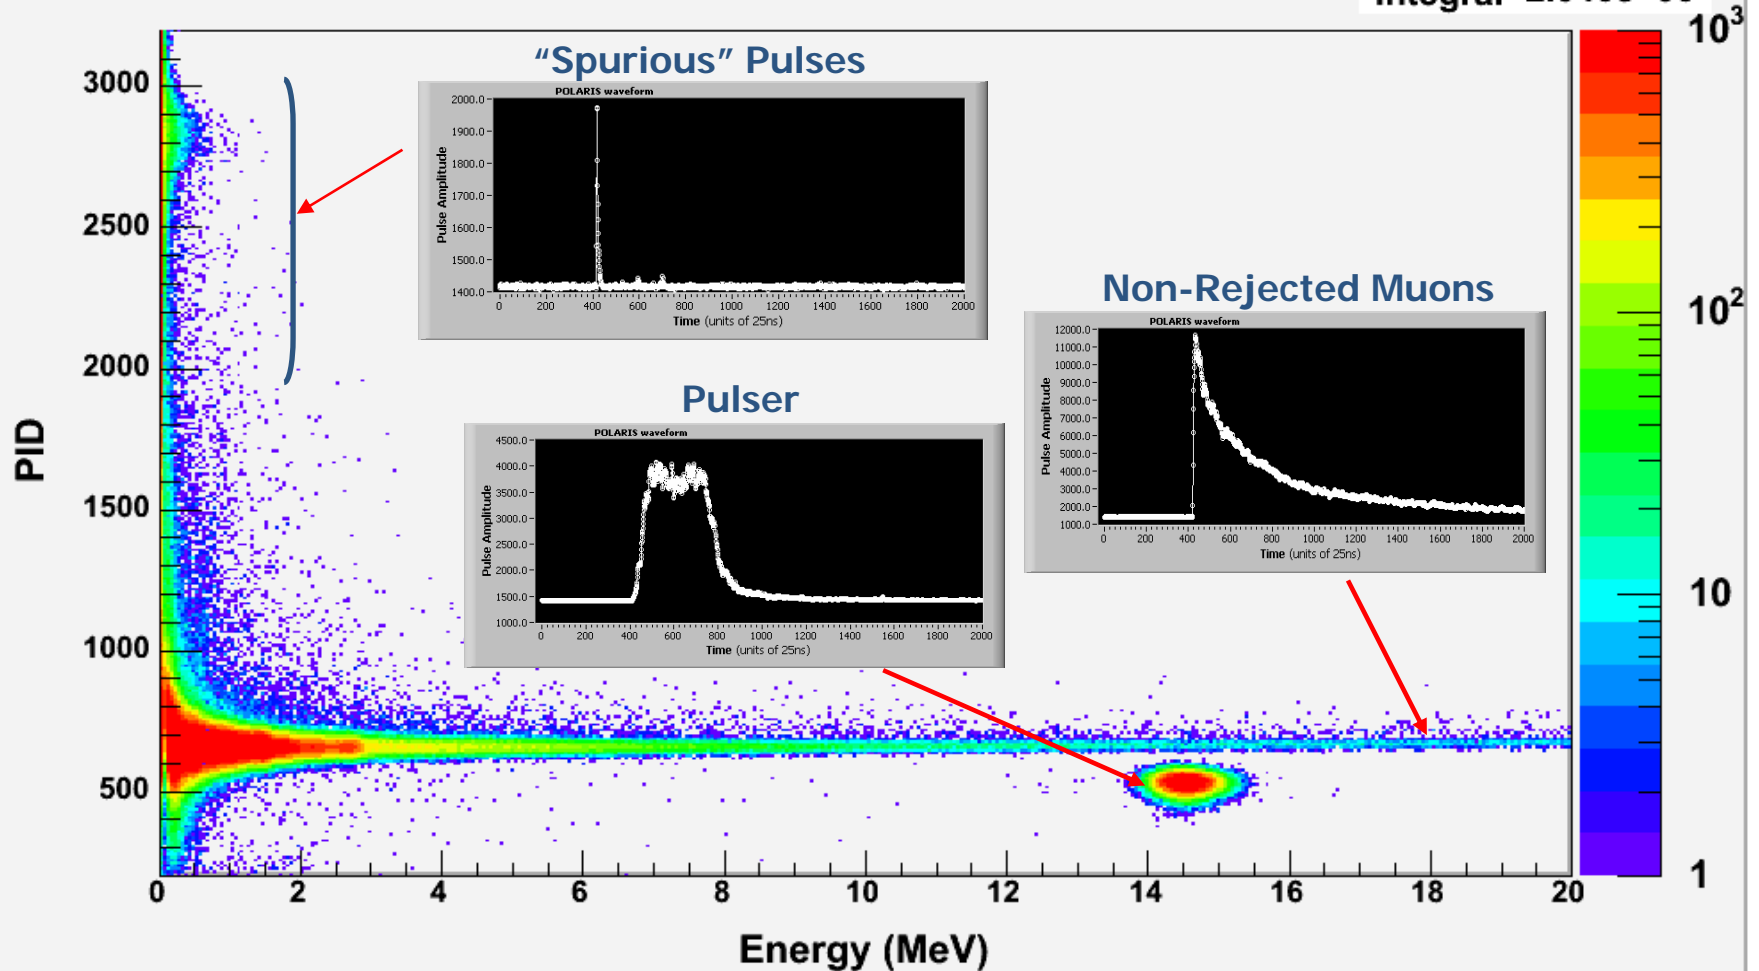 Integral
10³
"Spurious" Pulses
POLARIS waveform
2000.0
1900.0
1800.0
1700.0
1600.0
1500.0
1400.0
Pulse Amplitude
0 200 400 600 800 1000 1200 1400 1600 1800 2000
Time (units of 25ns)
Non-Rejected Muons
POLARIS waveform
12000.0
11000.0
10000.0
9000.0
8000.0
7000.0
6000.0
5000.0
4000.0
3000.0
2000.0
1000.0
Pulse Amplitude
0 200 400 600 800 1000 1200 1400 1600 1800 2000
Time (units of 25ns)
Pulser
POLARIS waveform
4500.0
4000.0
3500.0
3000.0
2500.0
2000.0
1500.0
1000.0
Pulse Amplitude
0 200 400 600 800 1000 1200 1400 1600 1800 2000
Time (units of 25ns)
3000
2500
2000
1500
1000
500
PID
10²
10
1
0 2 4 6 8 10 12 14 16 18 20
Energy (MeV)